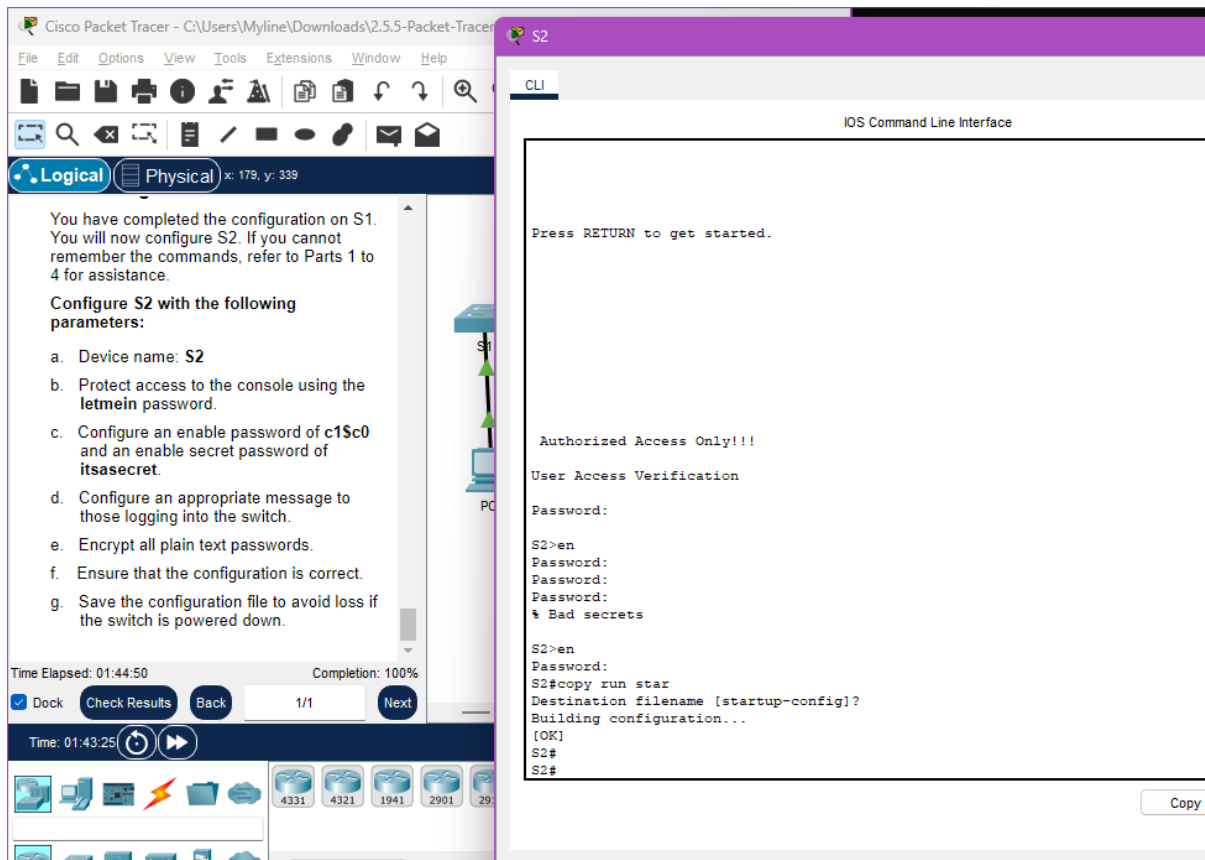 Cisco Packet Tracer - C:\Users\Myline\Downloads\2.5.5-Packet-Tracer
File Edit Options View Tools Extensions Window Help
Logical Physical x: 179, y: 339
You have completed the configuration on S1.
You will now configure S2. If you cannot
remember the commands, refer to Parts 1 to
4 for assistance.
Configure S2 with the following
parameters:
a. Device name: S2
b. Protect access to the console using the
letmein password.
c. Configure an enable password of c1$c0
and an enable secret password of
itsasecret.
d. Configure an appropriate message to
those logging into the switch.
e. Encrypt all plain text passwords.
f. Ensure that the configuration is correct.
g. Save the configuration file to avoid loss if
the switch is powered down.
Time Elapsed: 01:44:50 Completion: 100%
Dock Check Results Back 1/1 Next
Time: 01:43:25
4331 4321 1941 2901
S1
S2
CLI
IOS Command Line Interface
Press RETURN to get started.
Authorized Access Only!!!
User Access Verification
Password:
S2>en
Password:
Password:
Password:
% Bad secrets
S2>en
Password:
S2#copy run star
Destination filename [startup-config]?
Building configuration...
[OK]
S2#
S2#
Copy